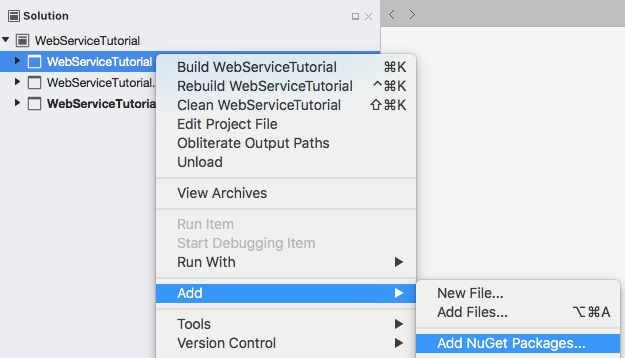 Solution
WebServiceTutorial
WebServiceTutorial
WebServiceTutorial.
WebServiceTutoria
Build WebServiceTutorial ⌘K
Rebuild WebServiceTutorial ^⌘K
Clean WebServiceTutorial ⇧⌘K
Edit Project File
Obliterate Output Paths
Unload
View Archives
Run Item
Start Debugging Item
Run With
Add
Tools
Version Control
New File...
Add Files... ⌥⌘A
Add NuGet Packages...